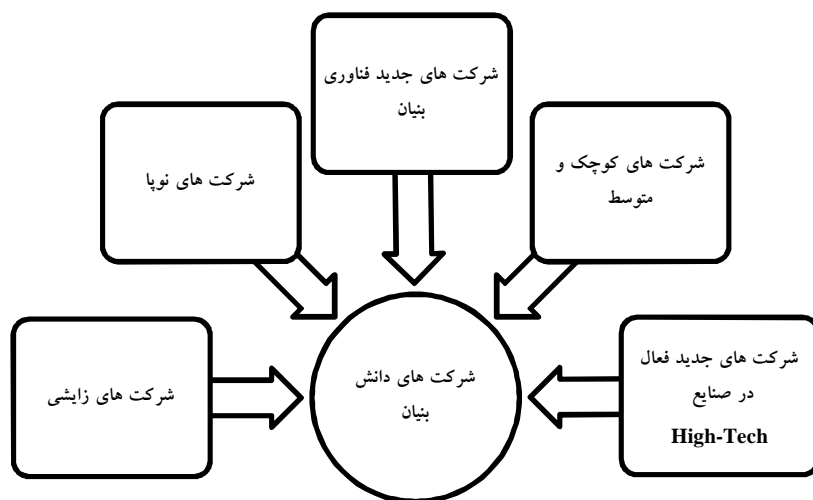 شرکت های جدید فناوری
بنیان
شرکت های کوچک و
متوسط
شرکت های نوپا
شرکت های جدید فعال
در صنایع
High-Tech
شرکت های دانش
بنیان
شرکت های زایشی